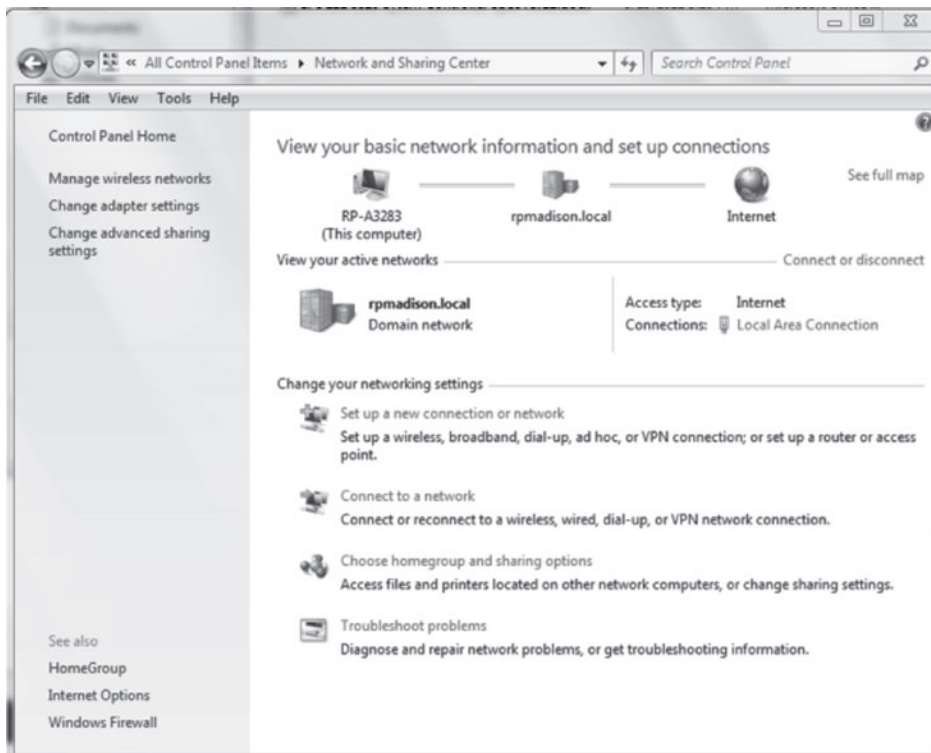 Documents
« All Control Panel Items ▸ Network and Sharing Center
Search Control Panel
File Edit View Tools Help
Control Panel Home
Manage wireless networks
Change adapter settings
Change advanced sharing
settings
View your basic network information and set up connections
See full map
RP-A3283
(This computer)
rpmadison.local
Internet
View your active networks
Connect or disconnect
rpmadison.local
Domain network
Access type: Internet
Connections: Local Area Connection
Change your networking settings
Set up a new connection or network
Set up a wireless, broadband, dial-up, ad hoc, or VPN connection; or set up a router or access
point.
Connect to a network
Connect or reconnect to a wireless, wired, dial-up, or VPN network connection.
Choose homegroup and sharing options
Access files and printers located on other network computers, or change sharing settings.
Troubleshoot problems
Diagnose and repair network problems, or get troubleshooting information.
See also
HomeGroup
Internet Options
Windows Firewall